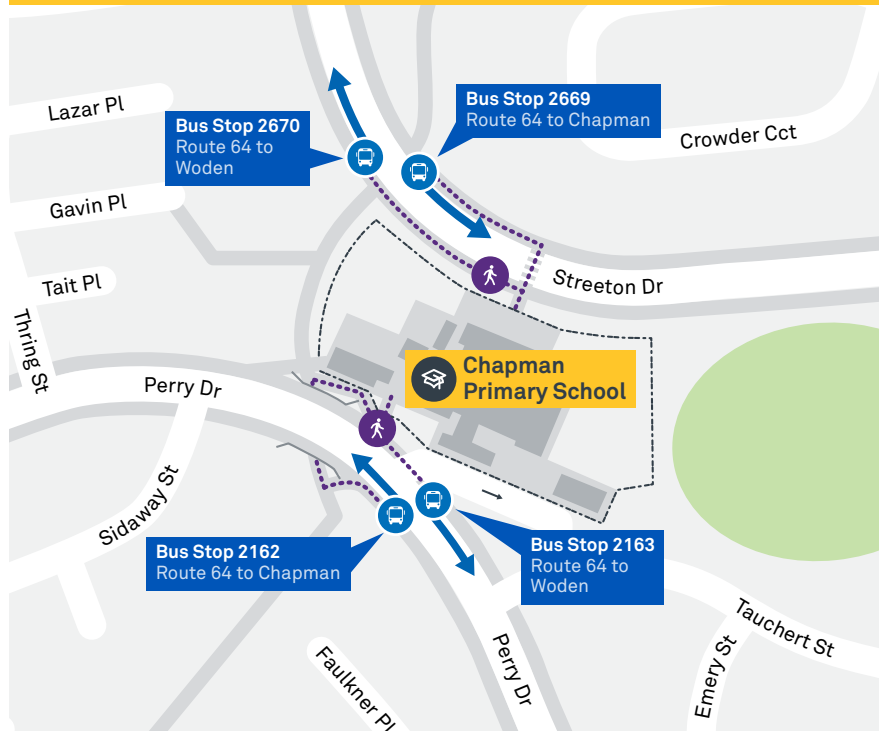 Lazar Pl
Bus Stop 2670
Route 64 to
Woden
Bus Stop 2669
Route 64 to Chapman
Crowder Cct
Gavin Pl
Tait Pl
Streeton Dr
Thring St
Perry Dr
Chapman
Primary School
Sidaway St
Bus Stop 2162
Route 64 to Chapman
Bus Stop 2163
Route 64 to
Woden
Tauchert St
Emery St
Perry Dr
Faulkner Pl